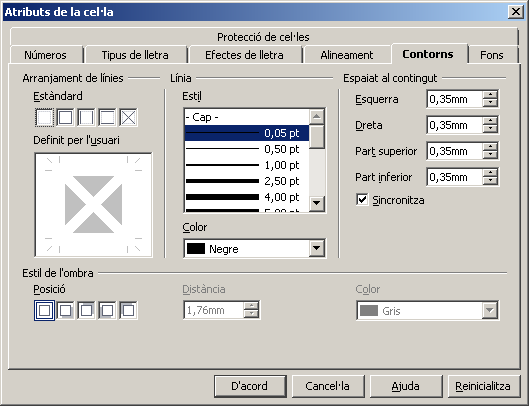 Atributs de la cel·la
Protecció de cel·les
Números
Tipus de lletra
Efectes de lletra
Alineament
Contorns
Fons
Arranjament de línies
Estàndard
Definit per l'usuari
Línia
Estil
- Cap -
0,05 pt
0,50 pt
1,00 pt
2,50 pt
4,00 pt
5,00 pt
Color
Negre
Espaiat al contingut
Esquerra 0,35mm
Dreta 0,35mm
Part superior 0,35mm
Part inferior 0,35mm
Sincronitza
Estil de l'ombra
Posició
Distància
1,76mm
Color
Gris
D'acord
Cancel·la
Ajuda
Reinicialitza